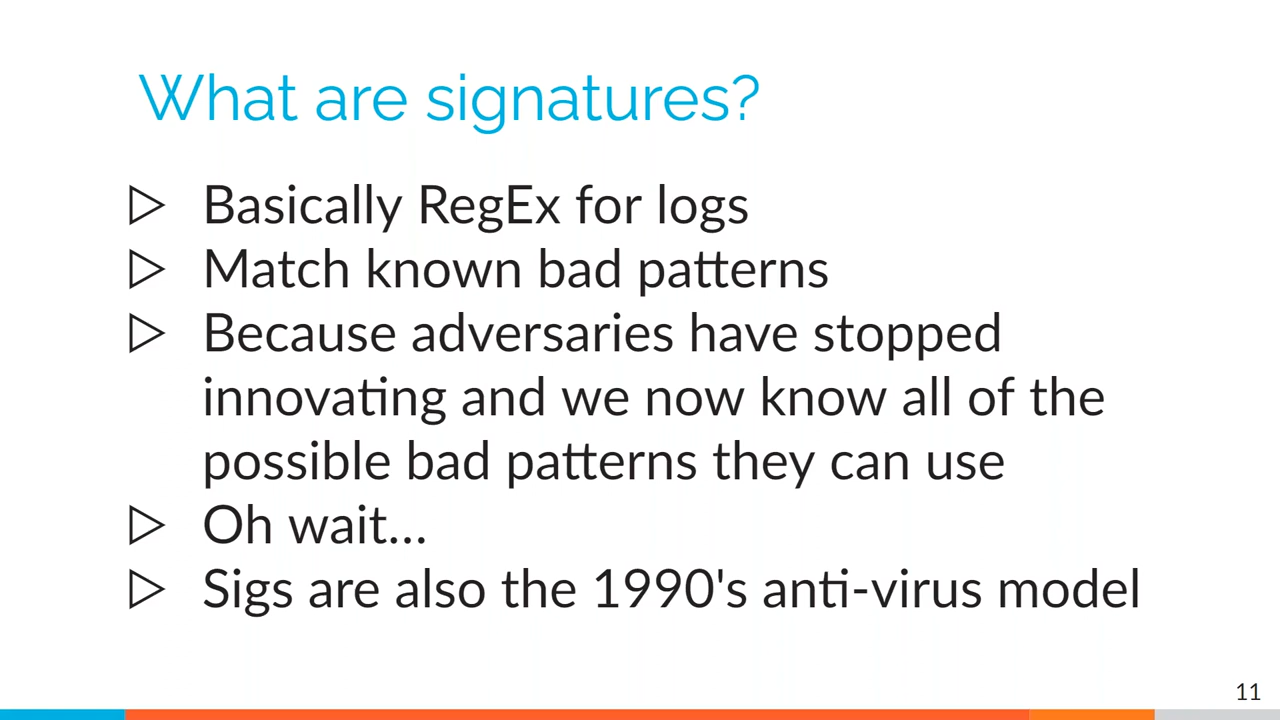 What are signatures?
▷ Basically RegEx for logs
▷ Match known bad patterns
▷ Because adversaries have stopped
innovating and we now know all of the
possible bad patterns they can use
▷ Oh wait...
▷ Sigs are also the 1990's anti-virus model
11